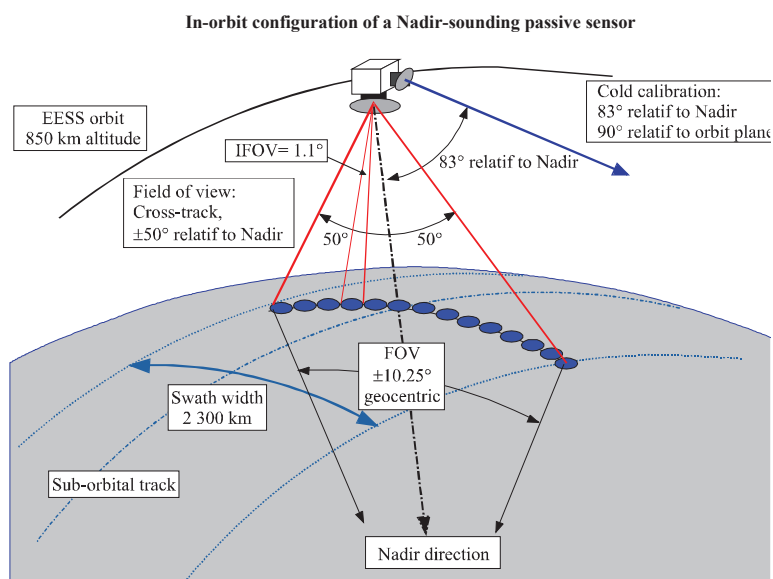 In-orbit configuration of a Nadir-sounding passive sensor
EESS orbit
850 km altitude
Cold calibration:
83° relatif to Nadir
90° relatif to orbit plane
IFOV= 1.1°
83° relatif to Nadir
Field of view:
Cross-track,
±50° relatif to Nadir
50°
50°
FOV
±10.25°
geocentric
Swath width
2 300 km
Sub-orbital track
Nadir direction